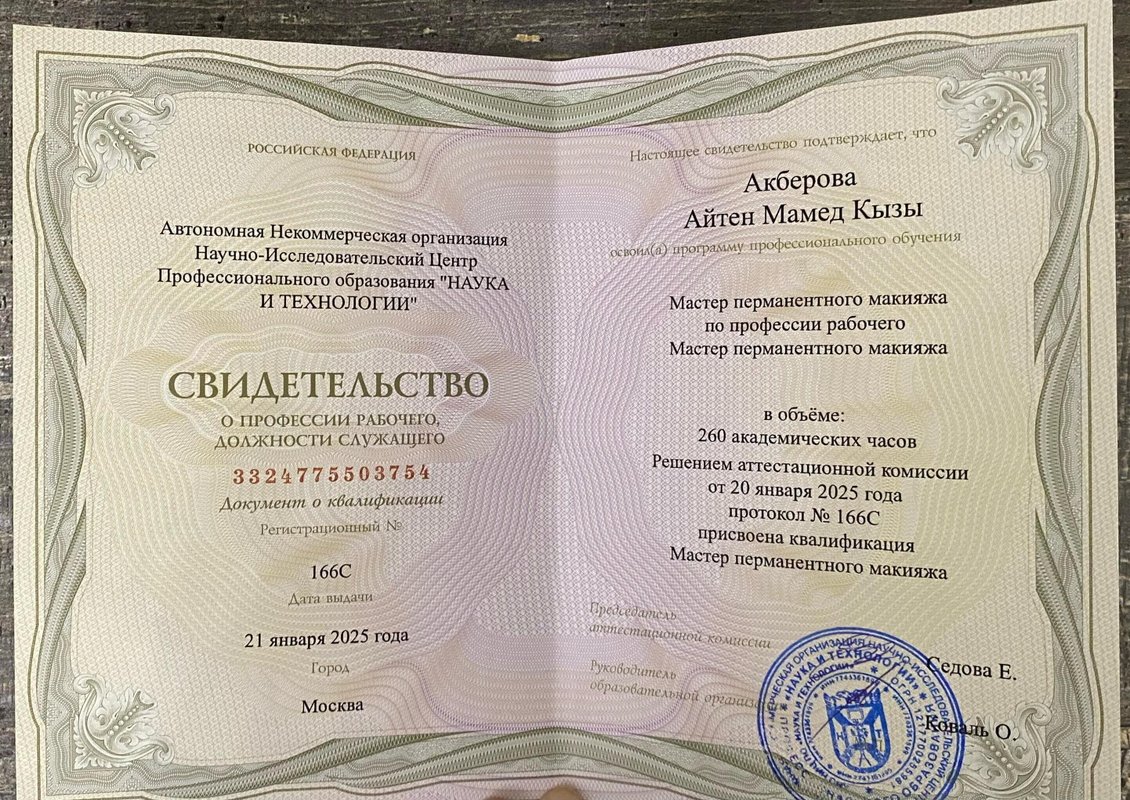 РОССИЙСКАЯ ФЕДЕРАЦИЯ
Автономная Некоммерческая организация
Научно-Исследовательский Центр
Профессионального образования "НАУКА
И ТЕХНОЛОГИИ"
СВИДЕТЕЛЬСТВО
О ПРОФЕССИИ РАБОЧЕГО,
ДОЛЖНОСТИ СЛУЖАЩЕГО
3324775503754
Документ о квалификации
Регистрационный №
166С
Дата выдачи
21 января 2025 года
Город
Москва
Настоящее свидетельство подтверждает, что
Акберова
Айтен Мамед Кызы
освоил(а) программу профессионального обучения
Мастер перманентного макияжа
по профессии рабочего
Мастер перманентного макияжа
в объёме:
260 академических часов
Решением аттестационной комиссии
от 20 января 2025 года
протокол № 166С
присвоена квалификация
Мастер перманентного макияжа
Председатель
аттестационной комиссии
Седова Е.
Руководитель
образовательной
Коваль О.
«НАУКА И ТЕХНОЛОГИИ»